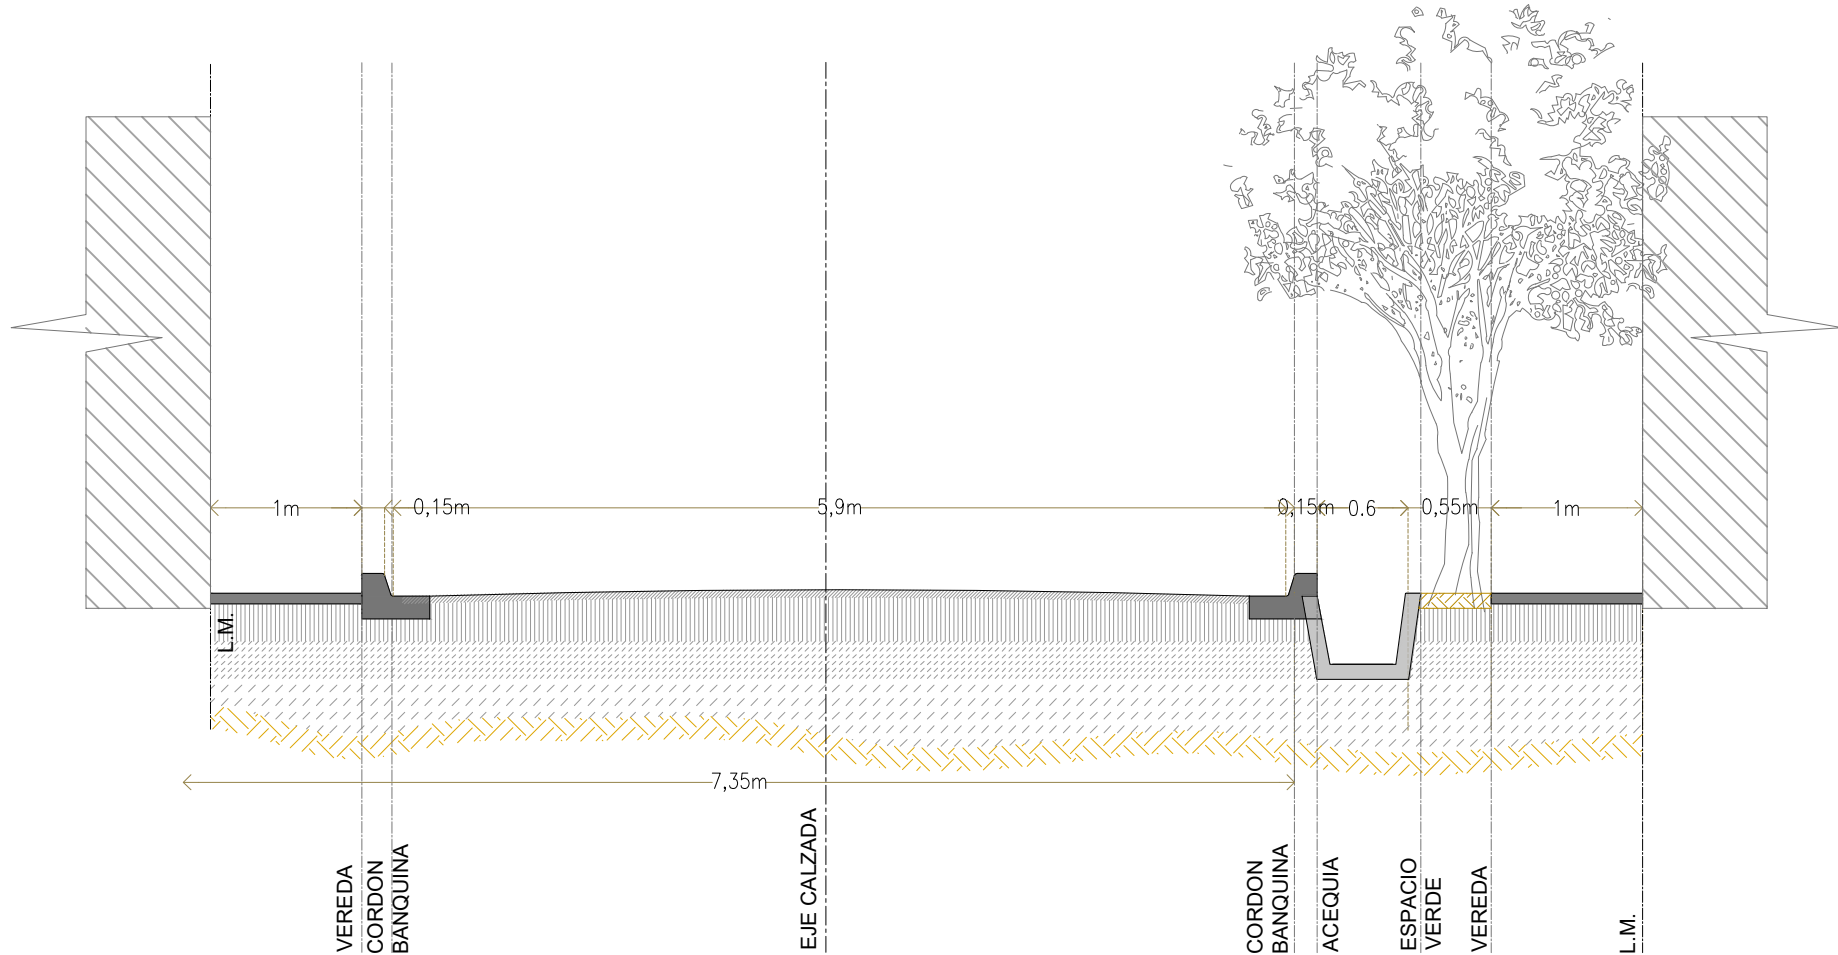 1m
0,15m
5,9m
0,15m
0.6
0,55m
1m
L.M.
7,35m
VEREDA
CORDON
BANQUINA
EJE CALZADA
CORDON
BANQUINA
ACEQUIA
ESPACIO
VERDE
VEREDA
L.M.